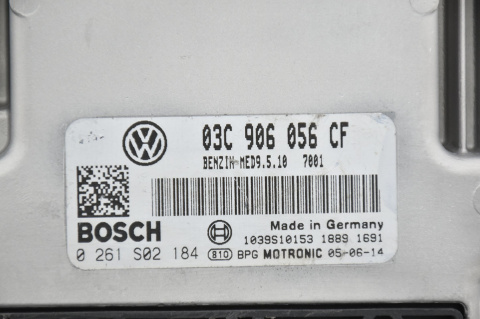 03C 906 056 CF
BENZIN-MED9.5.10 7001
BOSCH
Made in Germany
1039S10153 1889 1691
0 261 S02 184 810 BPG MOTRONIC 05-06-14